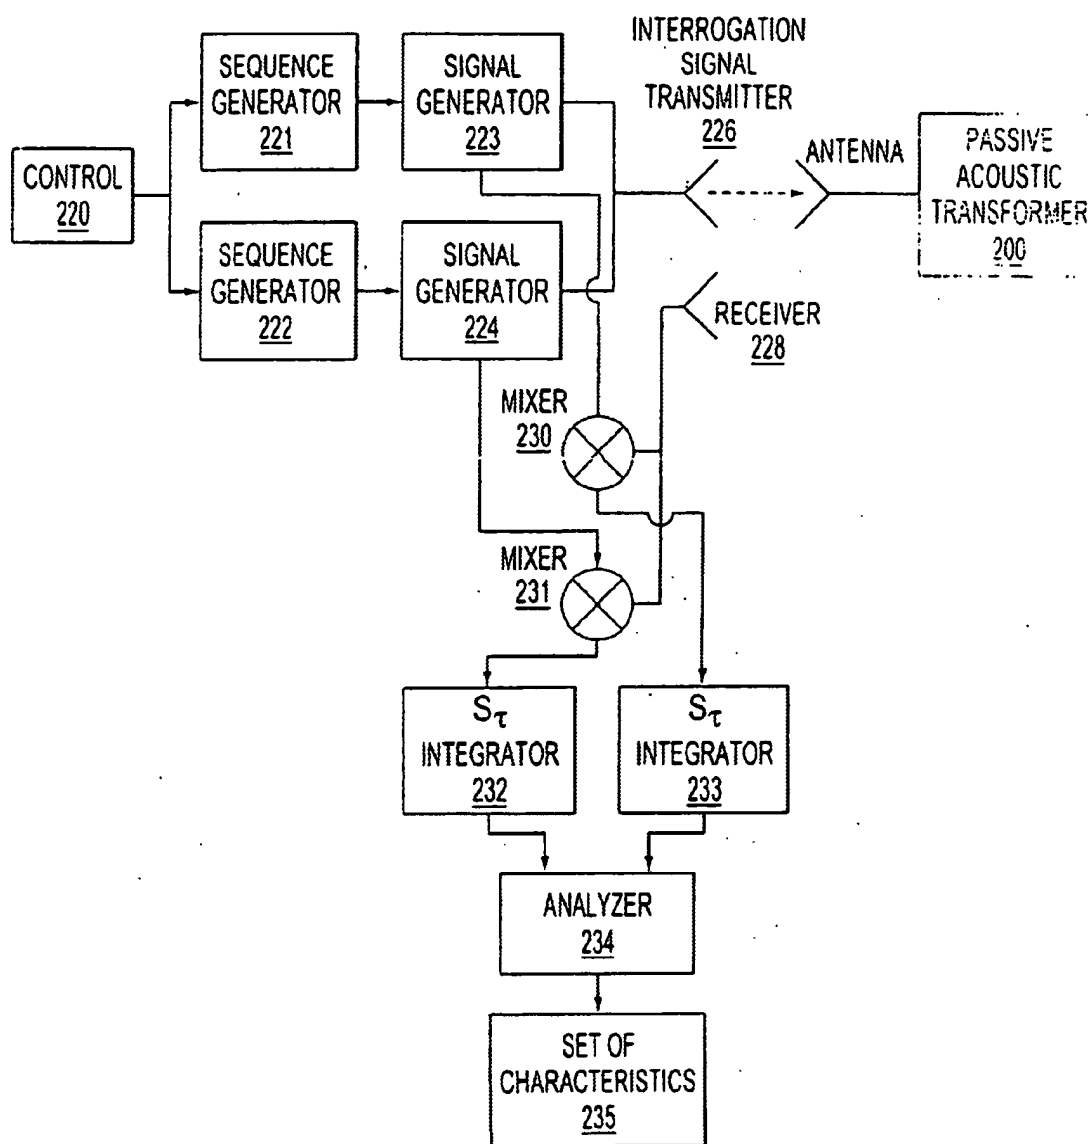 SEQUENCE
GENERATOR
221
SIGNAL
GENERATOR
223
INTERROGATION
SIGNAL
TRANSMITTER
226
ANTENNA
PASSIVE
ACOUSTIC
TRANSFORMER
200
CONTROL
220
SEQUENCE
GENERATOR
222
SIGNAL
GENERATOR
224
RECEIVER
228
MIXER
230
MIXER
231
Sτ
INTEGRATOR
232
Sτ
INTEGRATOR
233
ANALYZER
234
SET OF
CHARACTERISTICS
235